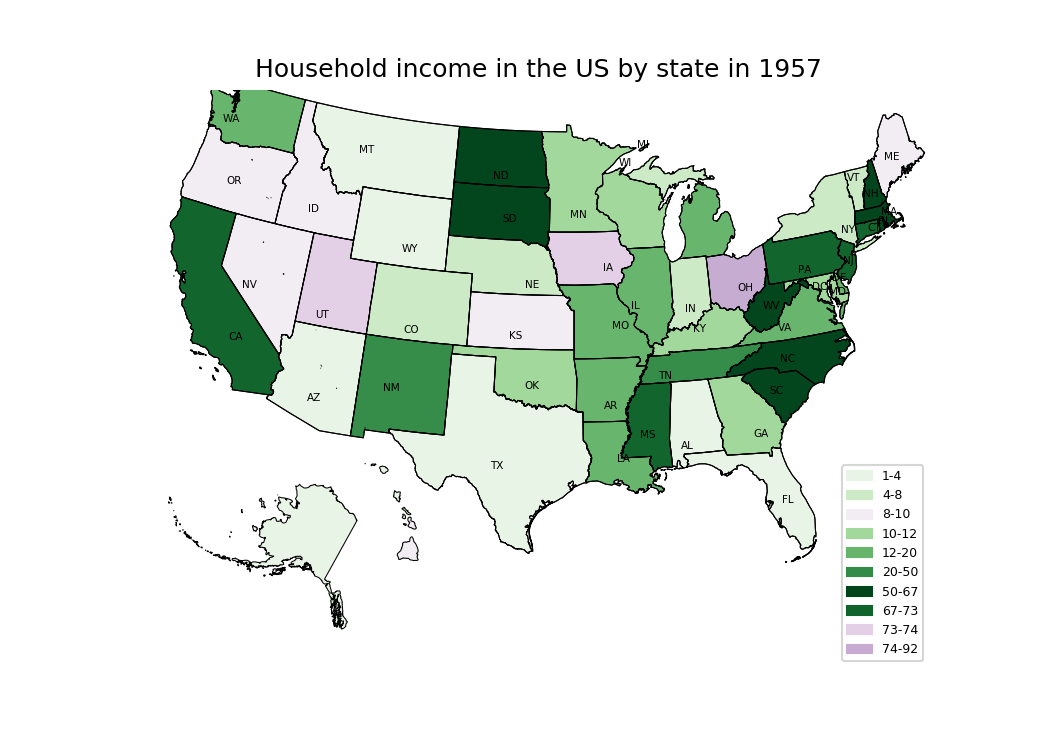 Household income in the US by state in 1957
WA
MT
ND
MN
WI
MI
ME
VT
NH
MA
OR
ID
SD
NY
CT
WY
IA
PA
NJ
NV
UT
NE
IL
IN
OH
DC
MD
DE
WV
CO
KS
MO
KY
VA
CA
NM
OK
TN
NC
SC
AZ
AR
MS
AL
GA
TX
LA
FL
1-4
4-8
8-10
10-12
12-20
20-50
50-67
67-73
73-74
74-92